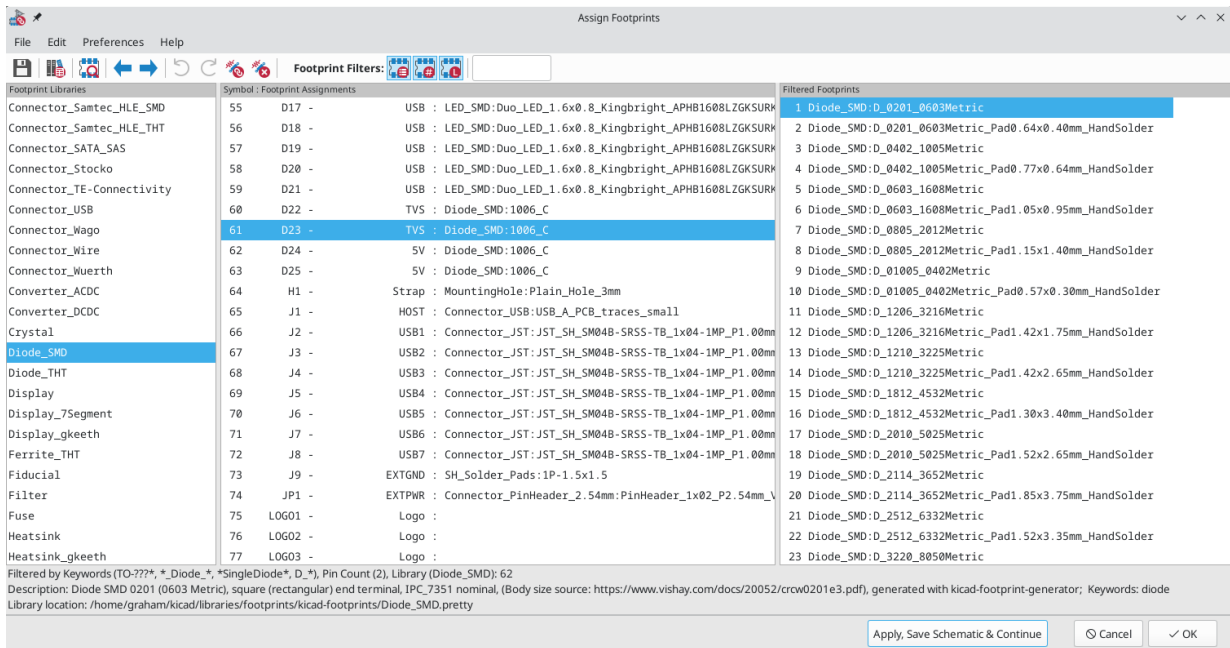 Assign Footprints
File Edit Preferences Help
Footprint Filters:
Footprint Libraries
Connector_Samtec_HLE_SMD
Connector_Samtec_HLE_THT
Connector_SATA_SAS
Connector_Stocko
Connector_TE-Connectivity
Connector_USB
Connector_Wago
Connector_Wire
Connector_Wuerth
Converter_ACDC
Converter_DCDC
Crystal
Diode_SMD
Diode_THT
Display
Display_7Segment
Display_gkeeth
Ferrite_THT
Fiducial
Filter
Fuse
Heatsink
Heatsink_gkeeth
Symbol : Footprint Assignments
55 D17 - USB : LED_SMD:Duo_LED_1.6x0.8_Kingbright_APHB1608LZGKSURK
56 D18 - USB : LED_SMD:Duo_LED_1.6x0.8_Kingbright_APHB1608LZGKSURK
57 D19 - USB : LED_SMD:Duo_LED_1.6x0.8_Kingbright_APHB1608LZGKSURK
58 D20 - USB : LED_SMD:Duo_LED_1.6x0.8_Kingbright_APHB1608LZGKSURK
59 D21 - USB : LED_SMD:Duo_LED_1.6x0.8_Kingbright_APHB1608LZGKSURK
60 D22 - TVS : Diode_SMD:1006_C
61 D23 - TVS : Diode_SMD:1006_C
62 D24 - 5V : Diode_SMD:1006_C
63 D25 - 5V : Diode_SMD:1006_C
64 H1 - Strap : MountingHole:Plain_Hole_3mm
65 J1 - HOST : Connector_USB:USB_A_PCB_traces_small
66 J2 - USB1 : Connector_JST:JST_SH_SM04B-SRSS-TB_1x04-1MP_P1.00mm
67 J3 - USB2 : Connector_JST:JST_SH_SM04B-SRSS-TB_1x04-1MP_P1.00mm
68 J4 - USB3 : Connector_JST:JST_SH_SM04B-SRSS-TB_1x04-1MP_P1.00mm
69 J5 - USB4 : Connector_JST:JST_SH_SM04B-SRSS-TB_1x04-1MP_P1.00mm
70 J6 - USB5 : Connector_JST:JST_SH_SM04B-SRSS-TB_1x04-1MP_P1.00mm
71 J7 - USB6 : Connector_JST:JST_SH_SM04B-SRSS-TB_1x04-1MP_P1.00mm
72 J8 - USB7 : Connector_JST:JST_SH_SM04B-SRSS-TB_1x04-1MP_P1.00mm
73 J9 - EXTGND : SH_Solder_Pads:1P-1.5x1.5
74 JP1 - EXTPWR : Connector_PinHeader_2.54mm:PinHeader_1x02_P2.54mm_V
75 LOGO1 - Logo :
76 LOGO2 - Logo :
77 LOGO3 - Logo :
Filtered Footprints
1 Diode_SMD:D_0201_0603Metric
2 Diode_SMD:D_0201_0603Metric_Pad0.64x0.40mm_HandSolder
3 Diode_SMD:D_0402_1005Metric
4 Diode_SMD:D_0402_1005Metric_Pad0.77x0.64mm_HandSolder
5 Diode_SMD:D_0603_1608Metric
6 Diode_SMD:D_0603_1608Metric_Pad1.05x0.95mm_HandSolder
7 Diode_SMD:D_0805_2012Metric
8 Diode_SMD:D_0805_2012Metric_Pad1.15x1.40mm_HandSolder
9 Diode_SMD:D_01005_0402Metric
10 Diode_SMD:D_01005_0402Metric_Pad0.57x0.30mm_HandSolder
11 Diode_SMD:D_1206_3216Metric
12 Diode_SMD:D_1206_3216Metric_Pad1.42x1.75mm_HandSolder
13 Diode_SMD:D_1210_3225Metric
14 Diode_SMD:D_1210_3225Metric_Pad1.42x2.65mm_HandSolder
15 Diode_SMD:D_1812_4532Metric
16 Diode_SMD:D_1812_4532Metric_Pad1.30x3.40mm_HandSolder
17 Diode_SMD:D_2010_5025Metric
18 Diode_SMD:D_2010_5025Metric_Pad1.52x2.65mm_HandSolder
19 Diode_SMD:D_2114_3652Metric
20 Diode_SMD:D_2114_3652Metric_Pad1.85x3.75mm_HandSolder
21 Diode_SMD:D_2512_6332Metric
22 Diode_SMD:D_2512_6332Metric_Pad1.52x3.35mm_HandSolder
23 Diode_SMD:D_3220_8050Metric
Filtered by Keywords (TO-???*, *_Diode_*, *SingleDiode*, D_*), Pin Count (2), Library (Diode_SMD): 62
Description: Diode SMD 0201 (0603 Metric), square (rectangular) end terminal, IPC_7351 nominal, (Body size source: https://www.vishay.com/docs/20052/crcw0201e3.pdf), generated with kicad-footprint-generator; Keywords: diode
Library location: /home/graham/kicad/libraries/footprints/kicad-footprints/Diode_SMD.pretty
Apply, Save Schematic & Continue
Cancel
OK